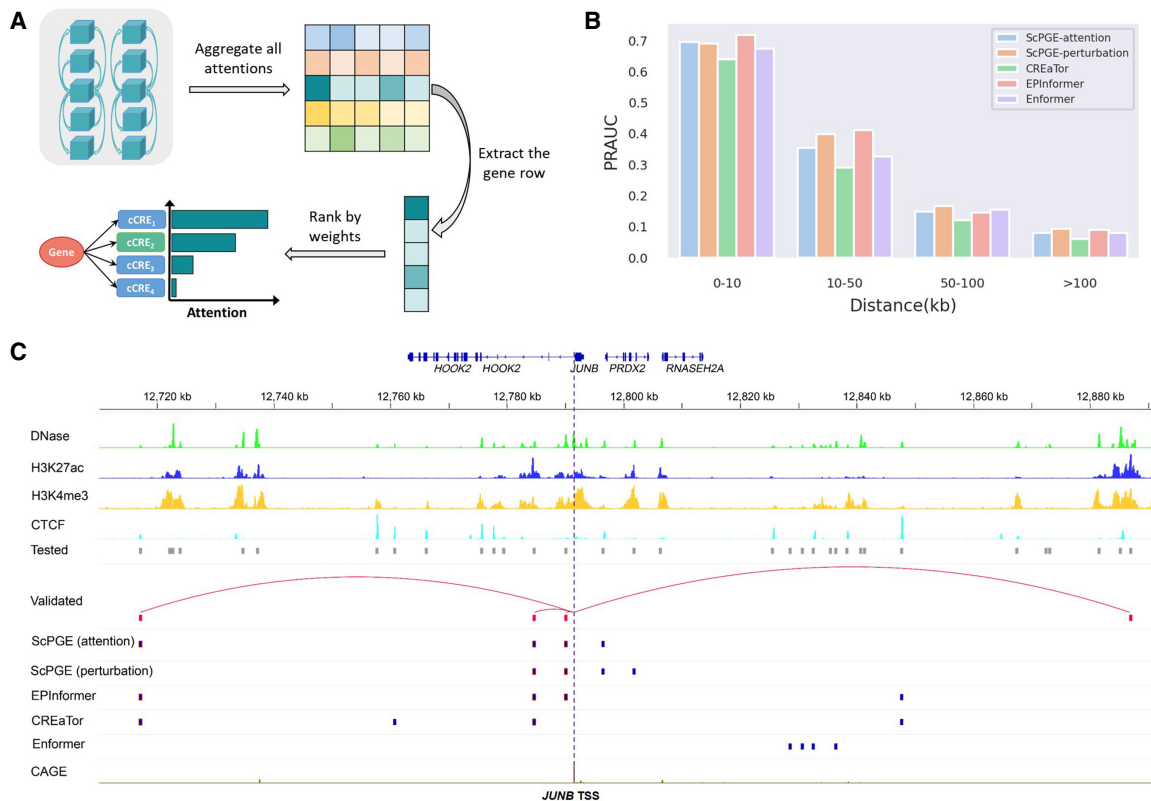 A
Aggregate all
attentions
Extract the
gene row
Rank by
weights
Gene
cCRE1
cCRE2
cCRE3
cCRE4
Attention
B
PRAUC
0.7
0.6
0.5
0.4
0.3
0.2
0.1
0.0
ScPGE-attention
ScPGE-perturbation
CREaTor
EPInformer
Enformer
0-10 10-50 50-100 >100
Distance(kb)
C
HOOK2 HOOK2 JUNB PRDX2 RNASEH2A
12,720 kb 12,740 kb 12,760 kb 12,780 kb 12,800 kb 12,820 kb 12,840 kb 12,860 kb 12,880 kb
DNase
H3K27ac
H3K4me3
CTCF
Tested
Validated
ScPGE (attention)
ScPGE (perturbation)
EPInformer
CREaTor
Enformer
CAGE
JUNB TSS